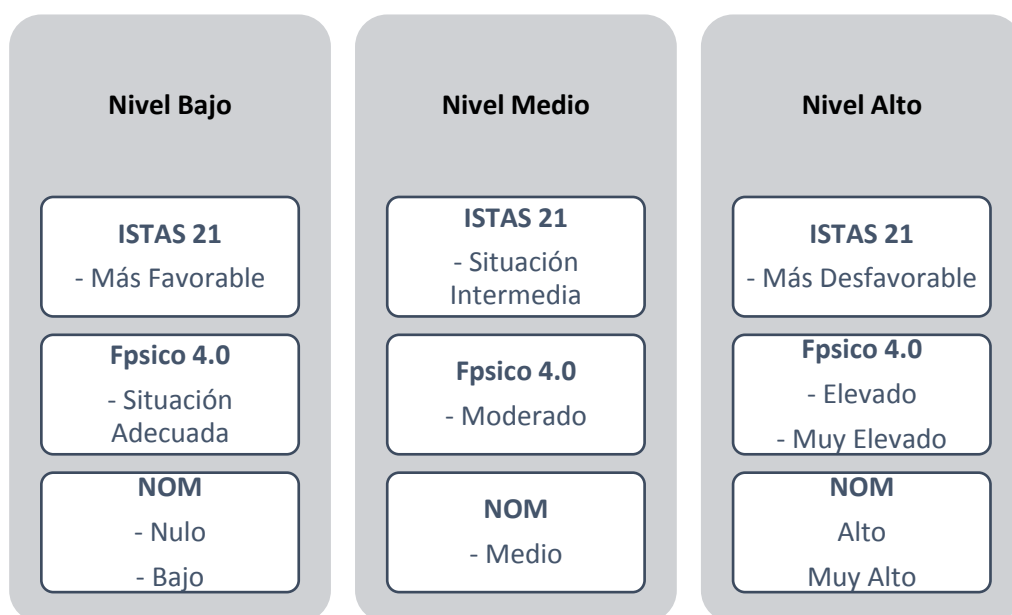 Nivel Bajo
ISTAS 21
- Más Favorable
Fpsico 4.0
- Situación
Adecuada
NOM
- Nulo
- Bajo
Nivel Medio
ISTAS 21
- Situación
Intermedia
Fpsico 4.0
- Moderado
NOM
- Medio
Nivel Alto
ISTAS 21
- Más Desfavorable
Fpsico 4.0
- Elevado
- Muy Elevado
NOM
Alto
Muy Alto